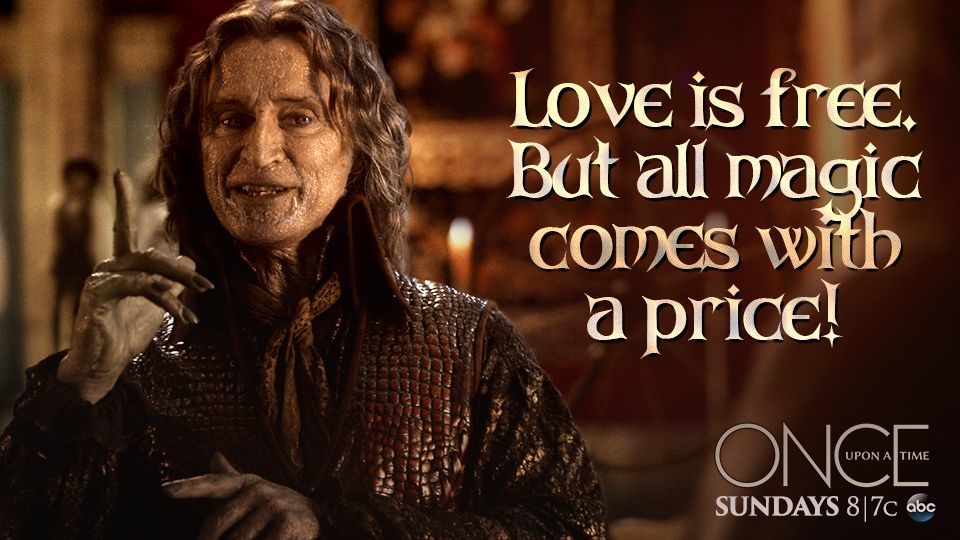 Love is free.
But all magic
comes with
a price!
ONCE
UPON A TIME
SUNDAYS 8|7c abc